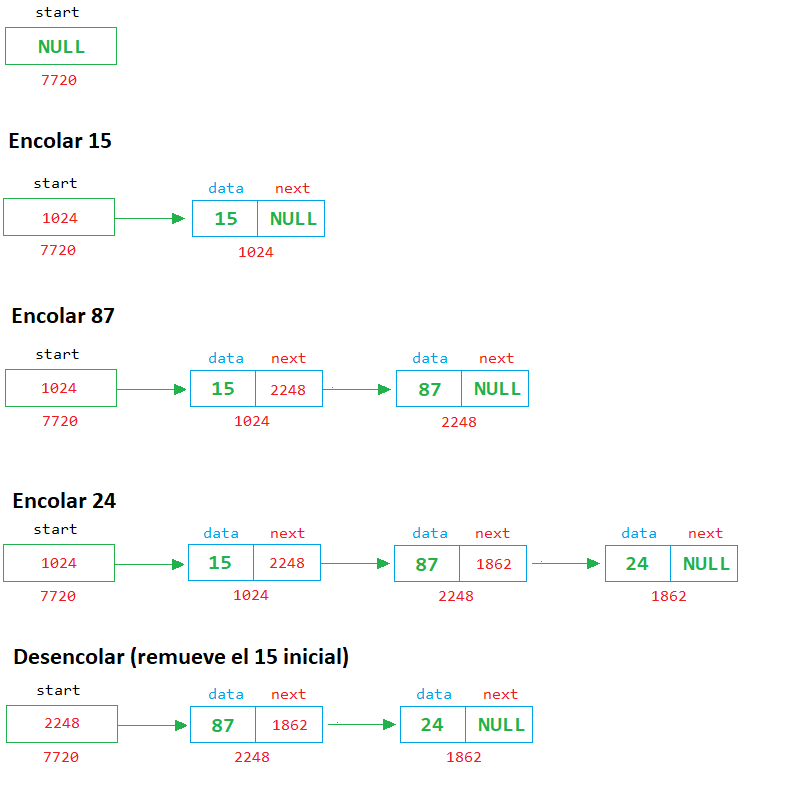 start
NULL
7720
Encolar 15
start
data next
1024 15 NULL
7720 1024
Encolar 87
start data next data next
1024 15 2248 87 NULL
7720 1024 2248
Encolar 24
start data next data next data next
1024 15 2248 87 1862 24 NULL
7720 1024 2248 1862
Desencolar (remueve el 15 inicial)
start data next data next
2248 87 1862 24 NULL
7720 2248 1862